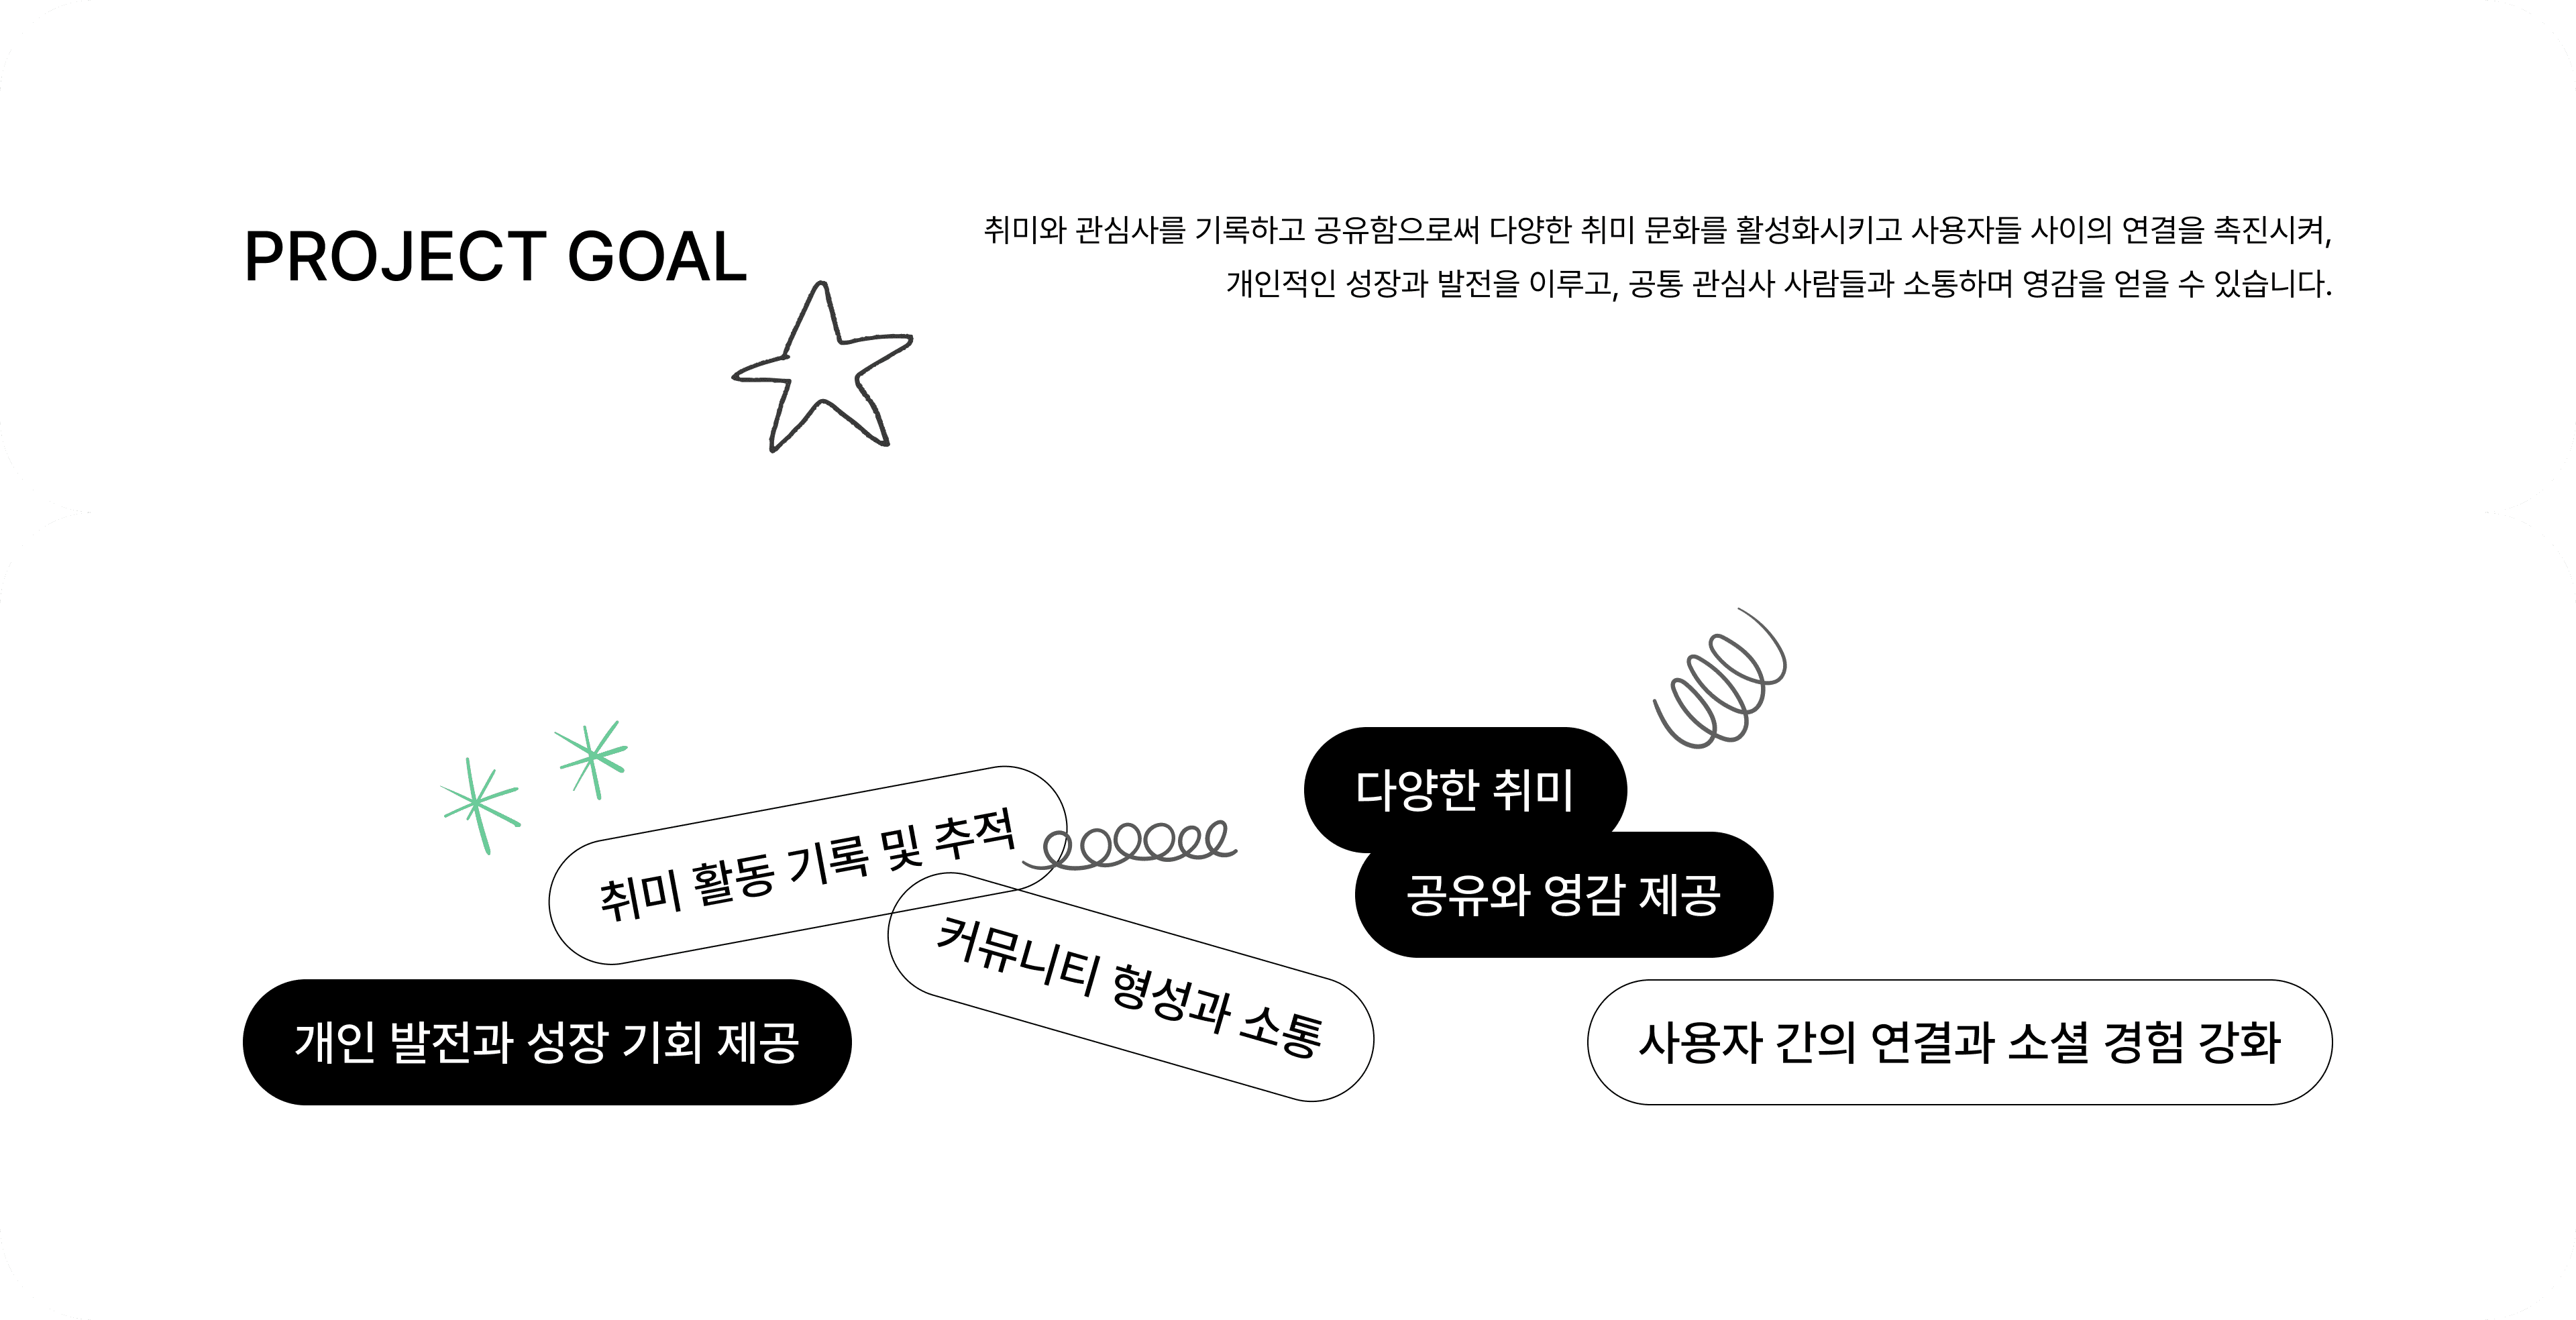 PROJECT GOAL
취미와 관심사를 기록하고 공유함으로써 다양한 취미 문화를 활성화시키고 사용자들 사이의 연결을 촉진시켜,
개인적인 성장과 발전을 이루고, 공통 관심사 사람들과 소통하며 영감을 얻을 수 있습니다.
다양한 취미
취미 활동 기록 및 추적
공유와 영감 제공
커뮤니티 형성과 소통
개인 발전과 성장 기회 제공
사용자 간의 연결과 소셜 경험 강화